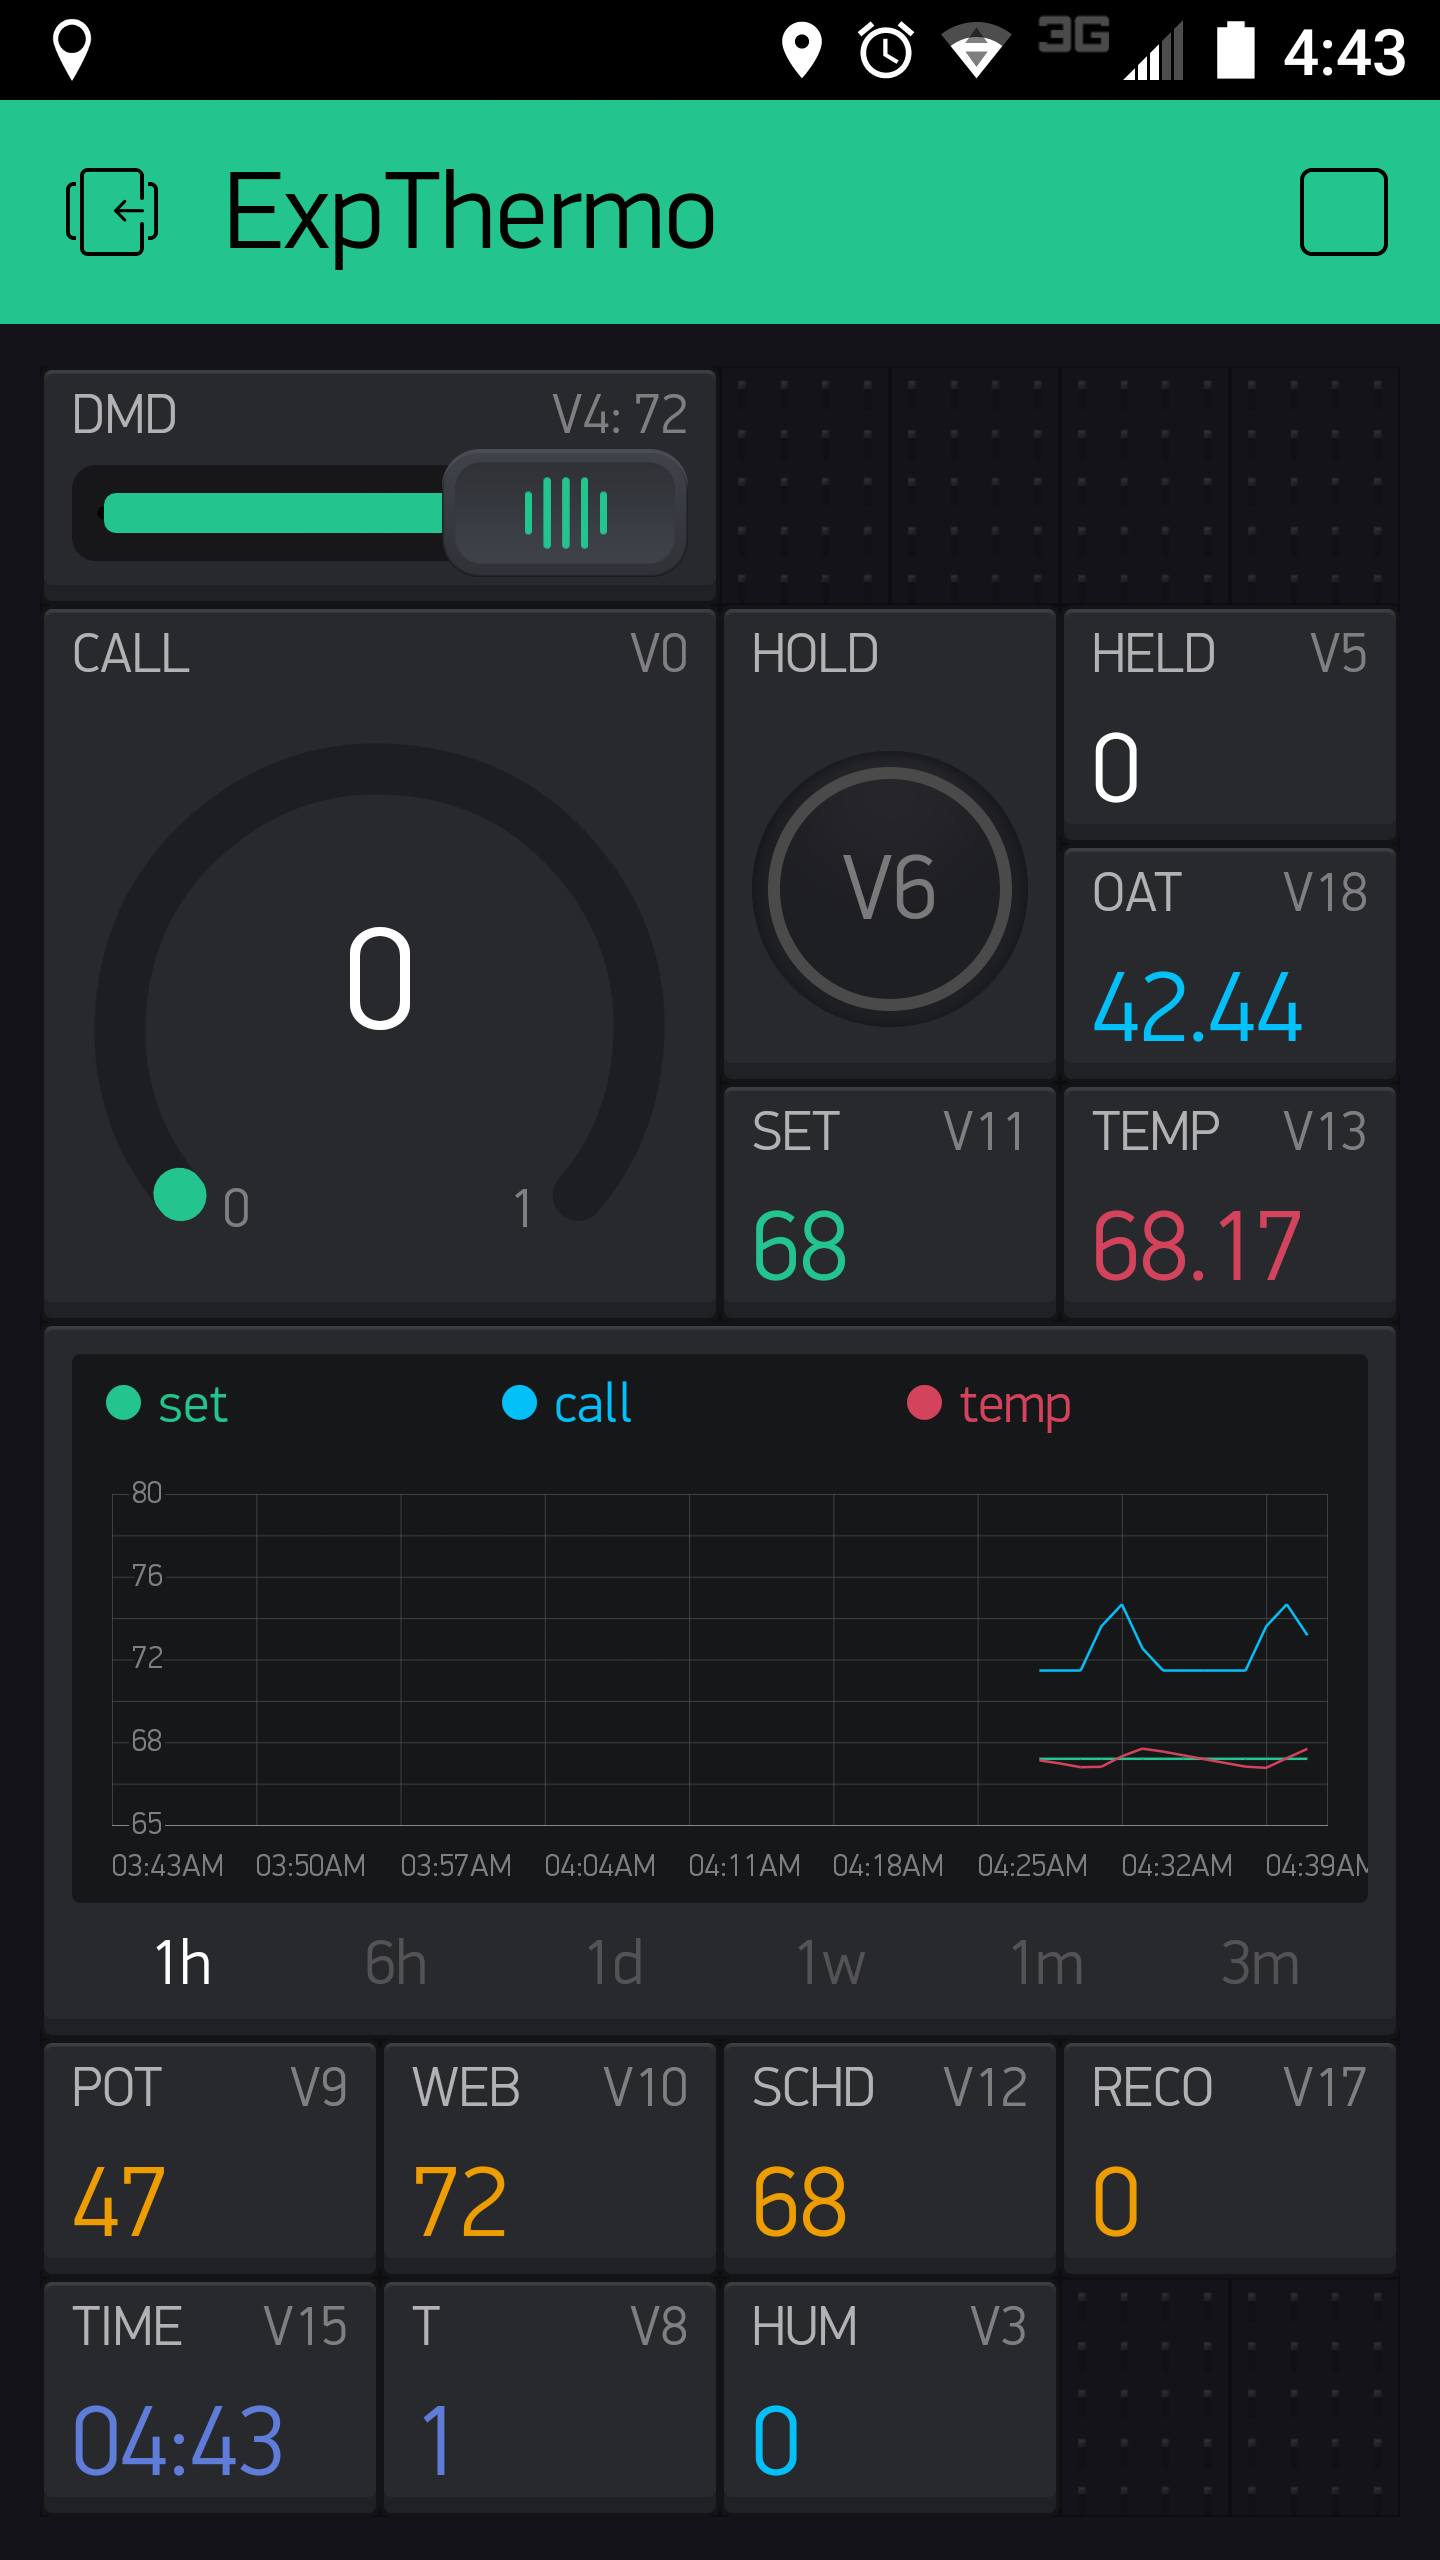 3G 4:43
ExpThermo
DMD V4: 72
CALL V0
0
0 1
HOLD
V6
HELD V5
0
OAT V18
42.44
SET V11
68
TEMP V13
68.17
set call temp
80
76
72
68
65
03:43AM 03:50AM 03:57AM 04:04AM 04:11AM 04:18AM 04:25AM 04:32AM 04:39AM
1h 6h 1d 1w 1m 3m
POT V9
47
WEB V10
72
SCHD V12
68
RECO V17
0
TIME V15
04:43
T V8
1
HUM V3
0